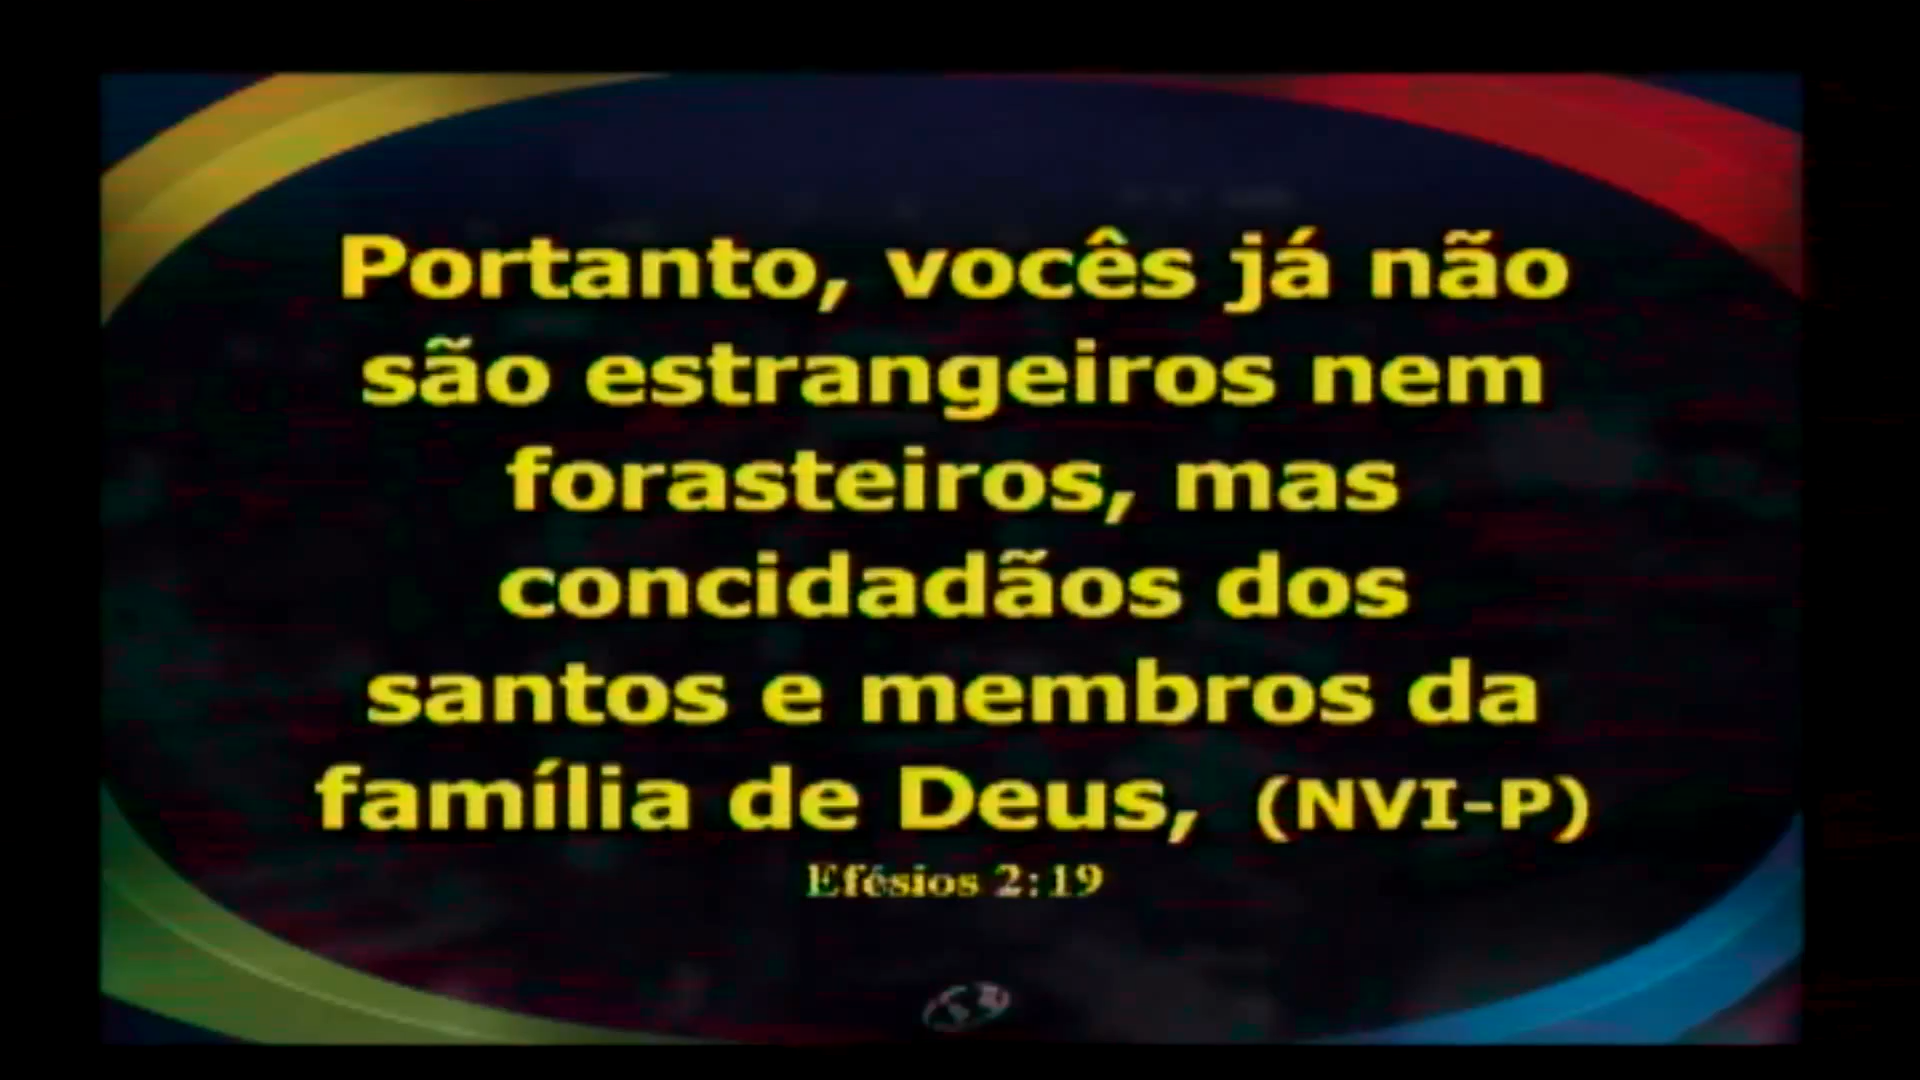 Portanto, vocês já não
são estrangeiros nem
forasteiros, mas
concidadãos dos
santos e membros da
família de Deus, (NVI-P)
Efésios 2:19